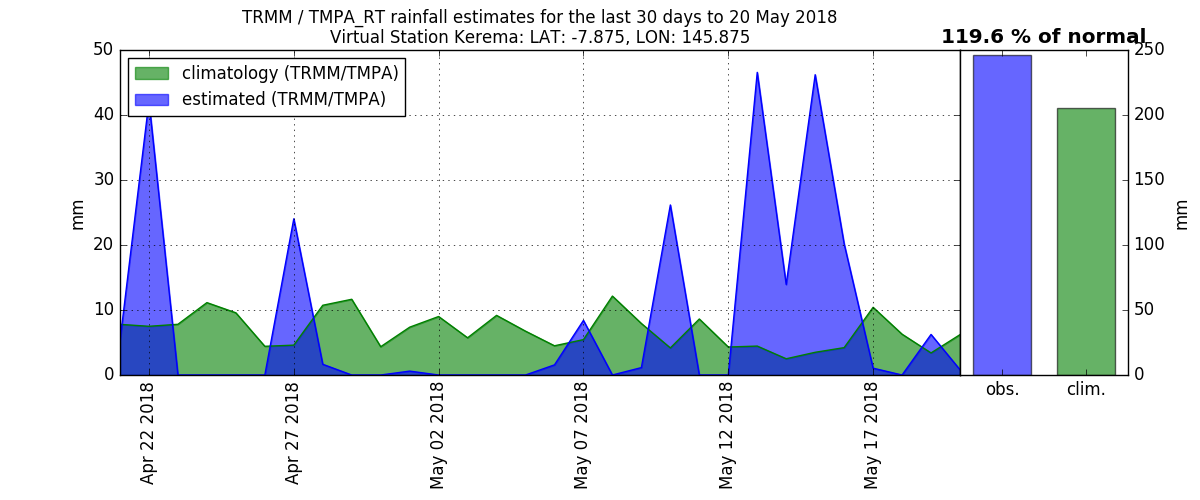 TRMM / TMPA_RT rainfall estimates for the last 30 days to 20 May 2018
Virtual Station Kerema: LAT: -7.875, LON: 145.875
119.6 % of normal
climatology (TRMM/TMPA)
estimated (TRMM/TMPA)
50
40
30
20
10
0
mm
Apr 22 2018
Apr 27 2018
May 02 2018
May 07 2018
May 12 2018
May 17 2018
obs.
clim.
250
200
150
100
50
0
mm